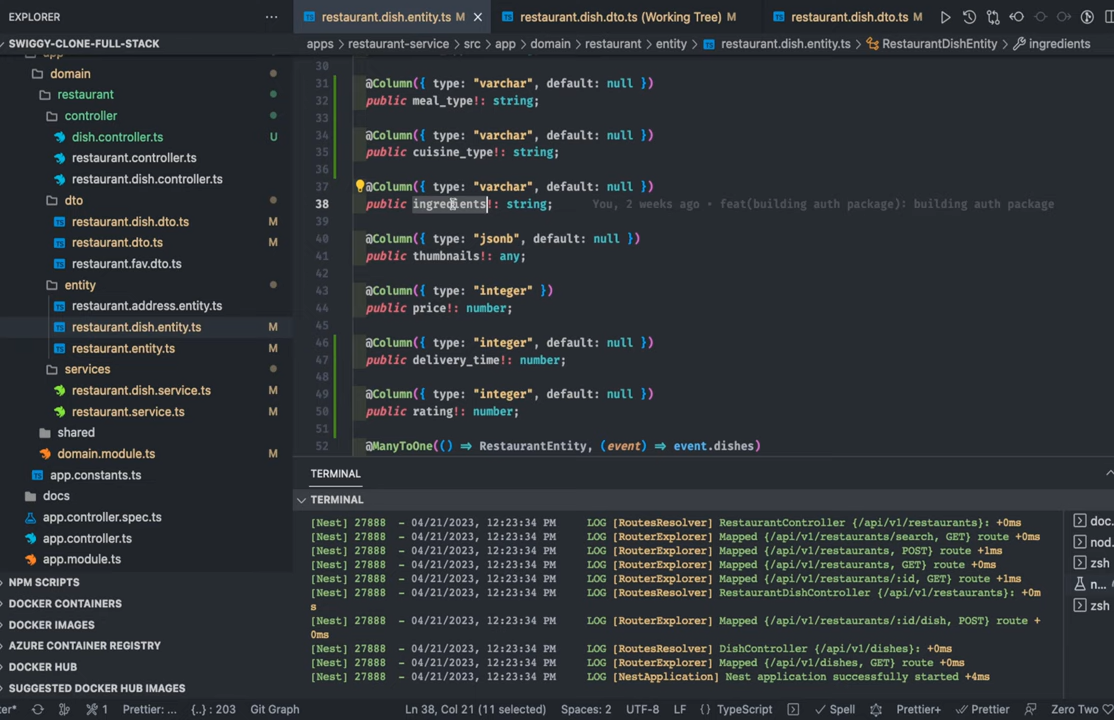 EXPLORER
restaurant.dish.entity.ts M
restaurant.dish.dto.ts (Working Tree) M
restaurant.dish.dto.ts M
SWIGGY-CLONE-FULL-STACK
apps > restaurant-service > src > app > domain > restaurant > entity > restaurant.dish.entity.ts > RestaurantDishEntity > ingredients
domain
restaurant
controller
dish.controller.ts U
restaurant.controller.ts
restaurant.dish.controller.ts
dto
restaurant.dish.dto.ts M
restaurant.dto.ts M
restaurant.fav.dto.ts
entity
restaurant.address.entity.ts
restaurant.dish.entity.ts M
restaurant.entity.ts M
services
restaurant.dish.service.ts M
restaurant.service.ts M
shared
domain.module.ts M
app.constants.ts
docs
app.controller.spec.ts
app.controller.ts
app.module.ts
NPM SCRIPTS
DOCKER CONTAINERS
DOCKER IMAGES
AZURE CONTAINER REGISTRY
DOCKER HUB
SUGGESTED DOCKER HUB IMAGES
30
31 @Column({ type: "varchar", default: null })
32 public meal_type!: string;
33
34 @Column({ type: "varchar", default: null })
35 public cuisine_type!: string;
36
37 @Column({ type: "varchar", default: null })
38 public ingredients!: string; You, 2 weeks ago • feat(building auth package): building auth package
39
40 @Column({ type: "jsonb", default: null })
41 public thumbnails!: any;
42
43 @Column({ type: "integer" })
44 public price!: number;
45
46 @Column({ type: "integer", default: null })
47 public delivery_time!: number;
48
49 @Column({ type: "integer", default: null })
50 public rating!: number;
51
52 @ManyToOne(() ⇒ RestaurantEntity, (event) ⇒ event.dishes)
TERMINAL
TERMINAL
[Nest] 27888 - 04/21/2023, 12:23:34 PM LOG [RoutesResolver] RestaurantController {/api/v1/restaurants}: +0ms
[Nest] 27888 - 04/21/2023, 12:23:34 PM LOG [RouterExplorer] Mapped {/api/v1/restaurants/search, GET} route +0ms
[Nest] 27888 - 04/21/2023, 12:23:34 PM LOG [RouterExplorer] Mapped {/api/v1/restaurants, POST} route +1ms
[Nest] 27888 - 04/21/2023, 12:23:34 PM LOG [RouterExplorer] Mapped {/api/v1/restaurants, GET} route +0ms
[Nest] 27888 - 04/21/2023, 12:23:34 PM LOG [RouterExplorer] Mapped {/api/v1/restaurants/:id, GET} route +1ms
[Nest] 27888 - 04/21/2023, 12:23:34 PM LOG [RoutesResolver] RestaurantDishController {/api/v1/restaurants}: +0m
s
[Nest] 27888 - 04/21/2023, 12:23:34 PM LOG [RouterExplorer] Mapped {/api/v1/restaurants/:id/dish, POST} route +
0ms
[Nest] 27888 - 04/21/2023, 12:23:34 PM LOG [RoutesResolver] DishController {/api/v1/dishes}: +0ms
[Nest] 27888 - 04/21/2023, 12:23:34 PM LOG [RouterExplorer] Mapped {/api/v1/dishes, GET} route +0ms
[Nest] 27888 - 04/21/2023, 12:23:34 PM LOG [NestApplication] Nest application successfully started +4ms
doc.
nod.
zsh
n...
zsh
ter* 1 Prettier: ... {..} : 203 Git Graph Ln 38, Col 21 (11 selected) Spaces: 2 UTF-8 LF {} TypeScript Spell Prettier+ Prettier Zero Two